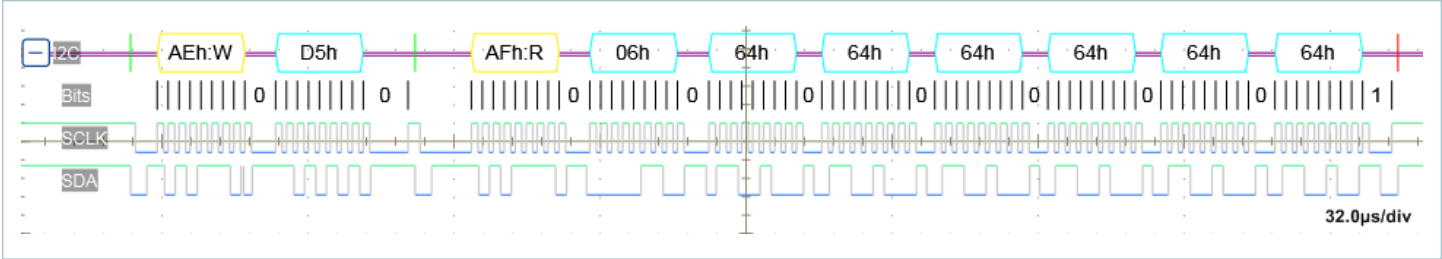 I2C AEh:W D5h AFh:R 06h 64h 64h 64h 64h 64h 64h
Bits 0 0 0 0 0 0 0 0 0 1
SCLK
SDA
32.0µs/div